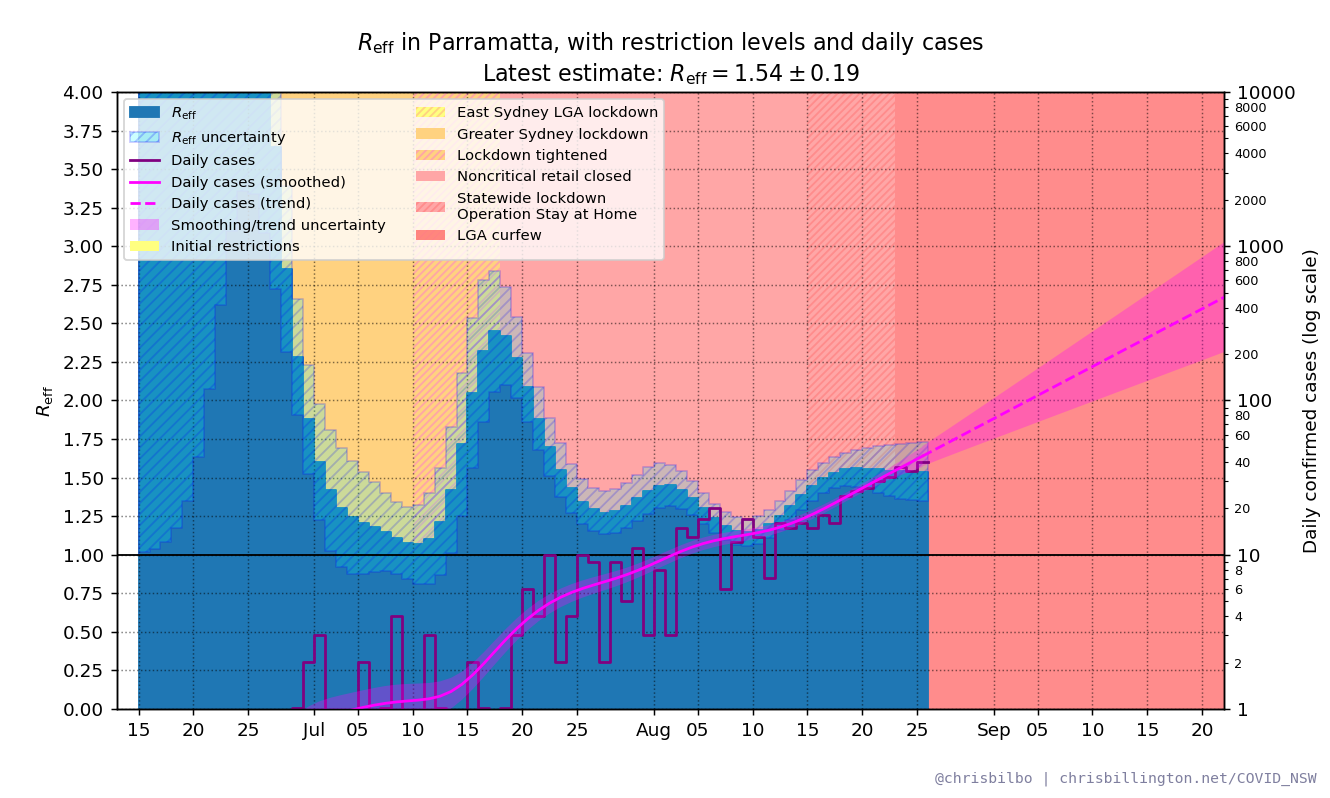 Reff in Parramatta, with restriction levels and daily cases
Latest estimate: Reff = 1.54 ± 0.19
Reff
Reff uncertainty
Daily cases
Daily cases (smoothed)
Daily cases (trend)
Smoothing/trend uncertainty
Initial restrictions
East Sydney LGA lockdown
Greater Sydney lockdown
Lockdown tightened
Noncritical retail closed
Statewide lockdown
Operation Stay at Home
LGA curfew
Reff
4.00
3.75
3.50
3.25
3.00
2.75
2.50
2.25
2.00
1.75
1.50
1.25
1.00
0.75
0.50
0.25
0.00
10000
8000
6000
4000
2000
1000
800
600
400
200
100
80
60
40
20
10
8
6
4
2
1
Daily confirmed cases (log scale)
15 20 25 Jul 05 10 15 20 25 Aug 05 10 15 20 25 Sep 05 10 15 20
@chrisbilbo | chrisbillington.net/COVID_NSW